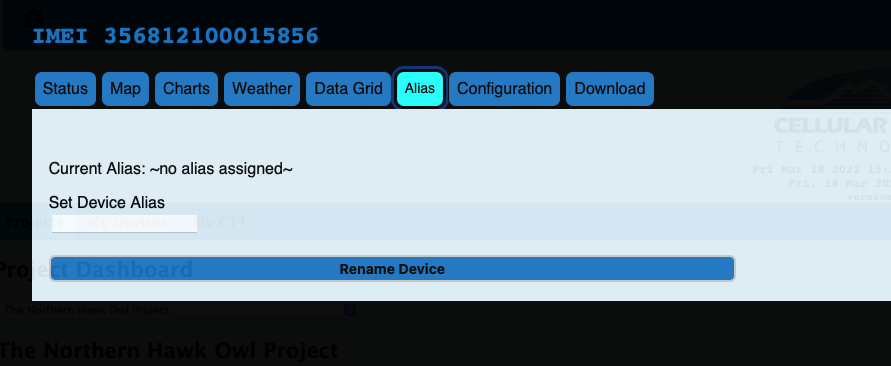 IMEI 356812100015856
Status Map Charts Weather Data Grid Alias Configuration Download
CELLULAR
TECHNO
Current Alias: ~no alias assigned~
Fri Mar 18 2022 15:
Fri, 18 Mar 202
version
Set Device Alias
Projects My Devices My CTT
Project Dashboard
Rename Device
The Northern Hawk Owl Project
The Northern Hawk Owl Project